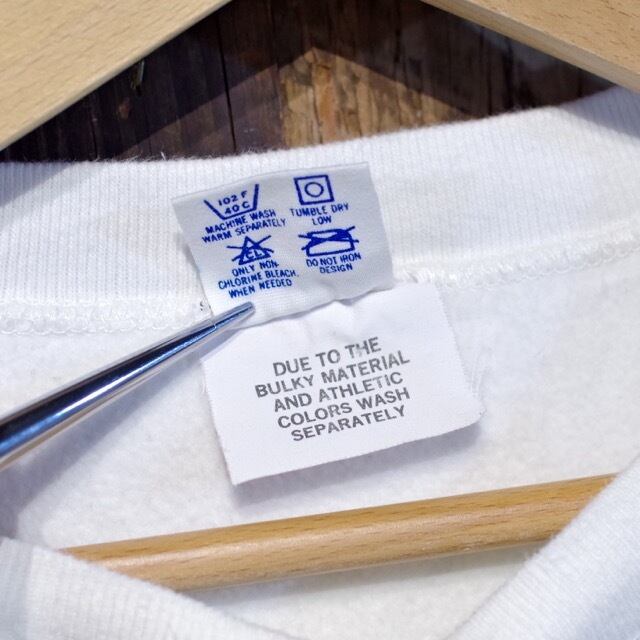 102 F
40 C
MACHINE WASH
WARM SEPARATELY
TUMBLE DRY
LOW
CL
ONLY NON-
CHLORINE BLEACH
WHEN NEEDED
DO NOT IRON
DESIGN
DUE TO THE
BULKY MATERIAL
AND ATHLETIC
COLORS WASH
SEPARATELY